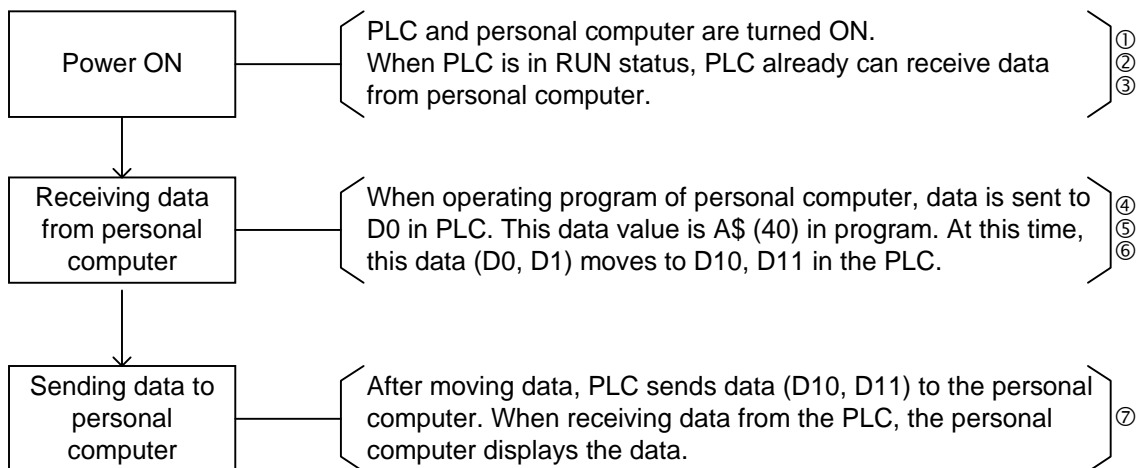 Power ON
PLC and personal computer are turned ON.
When PLC is in RUN status, PLC already can receive data
from personal computer.
①
②
③
Receiving data
from personal
computer
When operating program of personal computer, data is sent to
D0 in PLC. This data value is A$ (40) in program. At this time,
this data (D0, D1) moves to D10, D11 in the PLC.
④
⑤
⑥
Sending data to
personal
computer
After moving data, PLC sends data (D10, D11) to the personal
computer. When receiving data from the PLC, the personal
computer displays the data.
⑦